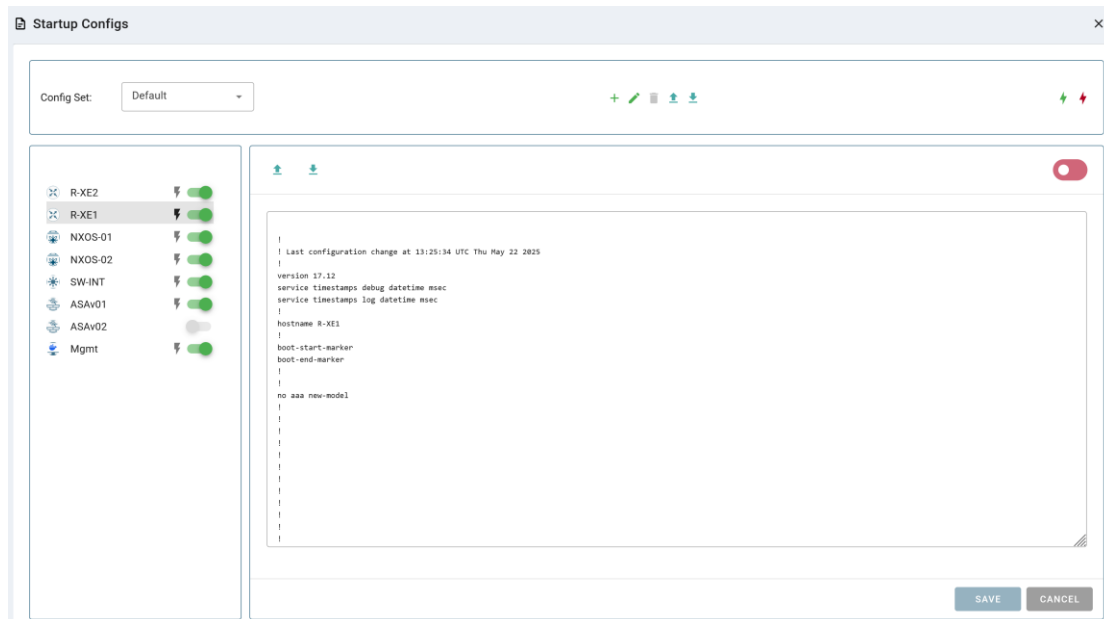 Startup Configs
Config Set:
Default
R-XE2
R-XE1
NXOS-01
NXOS-02
SW-INT
ASAv01
ASAv02
Mgmt
!
! Last configuration change at 13:25:34 UTC Thu May 22 2025
!
version 17.12
service timestamps debug datetime msec
service timestamps log datetime msec
!
hostname R-XE1
!
boot-start-marker
boot-end-marker
!
!
no aaa new-model
!
!
!
!
!
!
!
!
!
!
!
!
SAVE
CANCEL